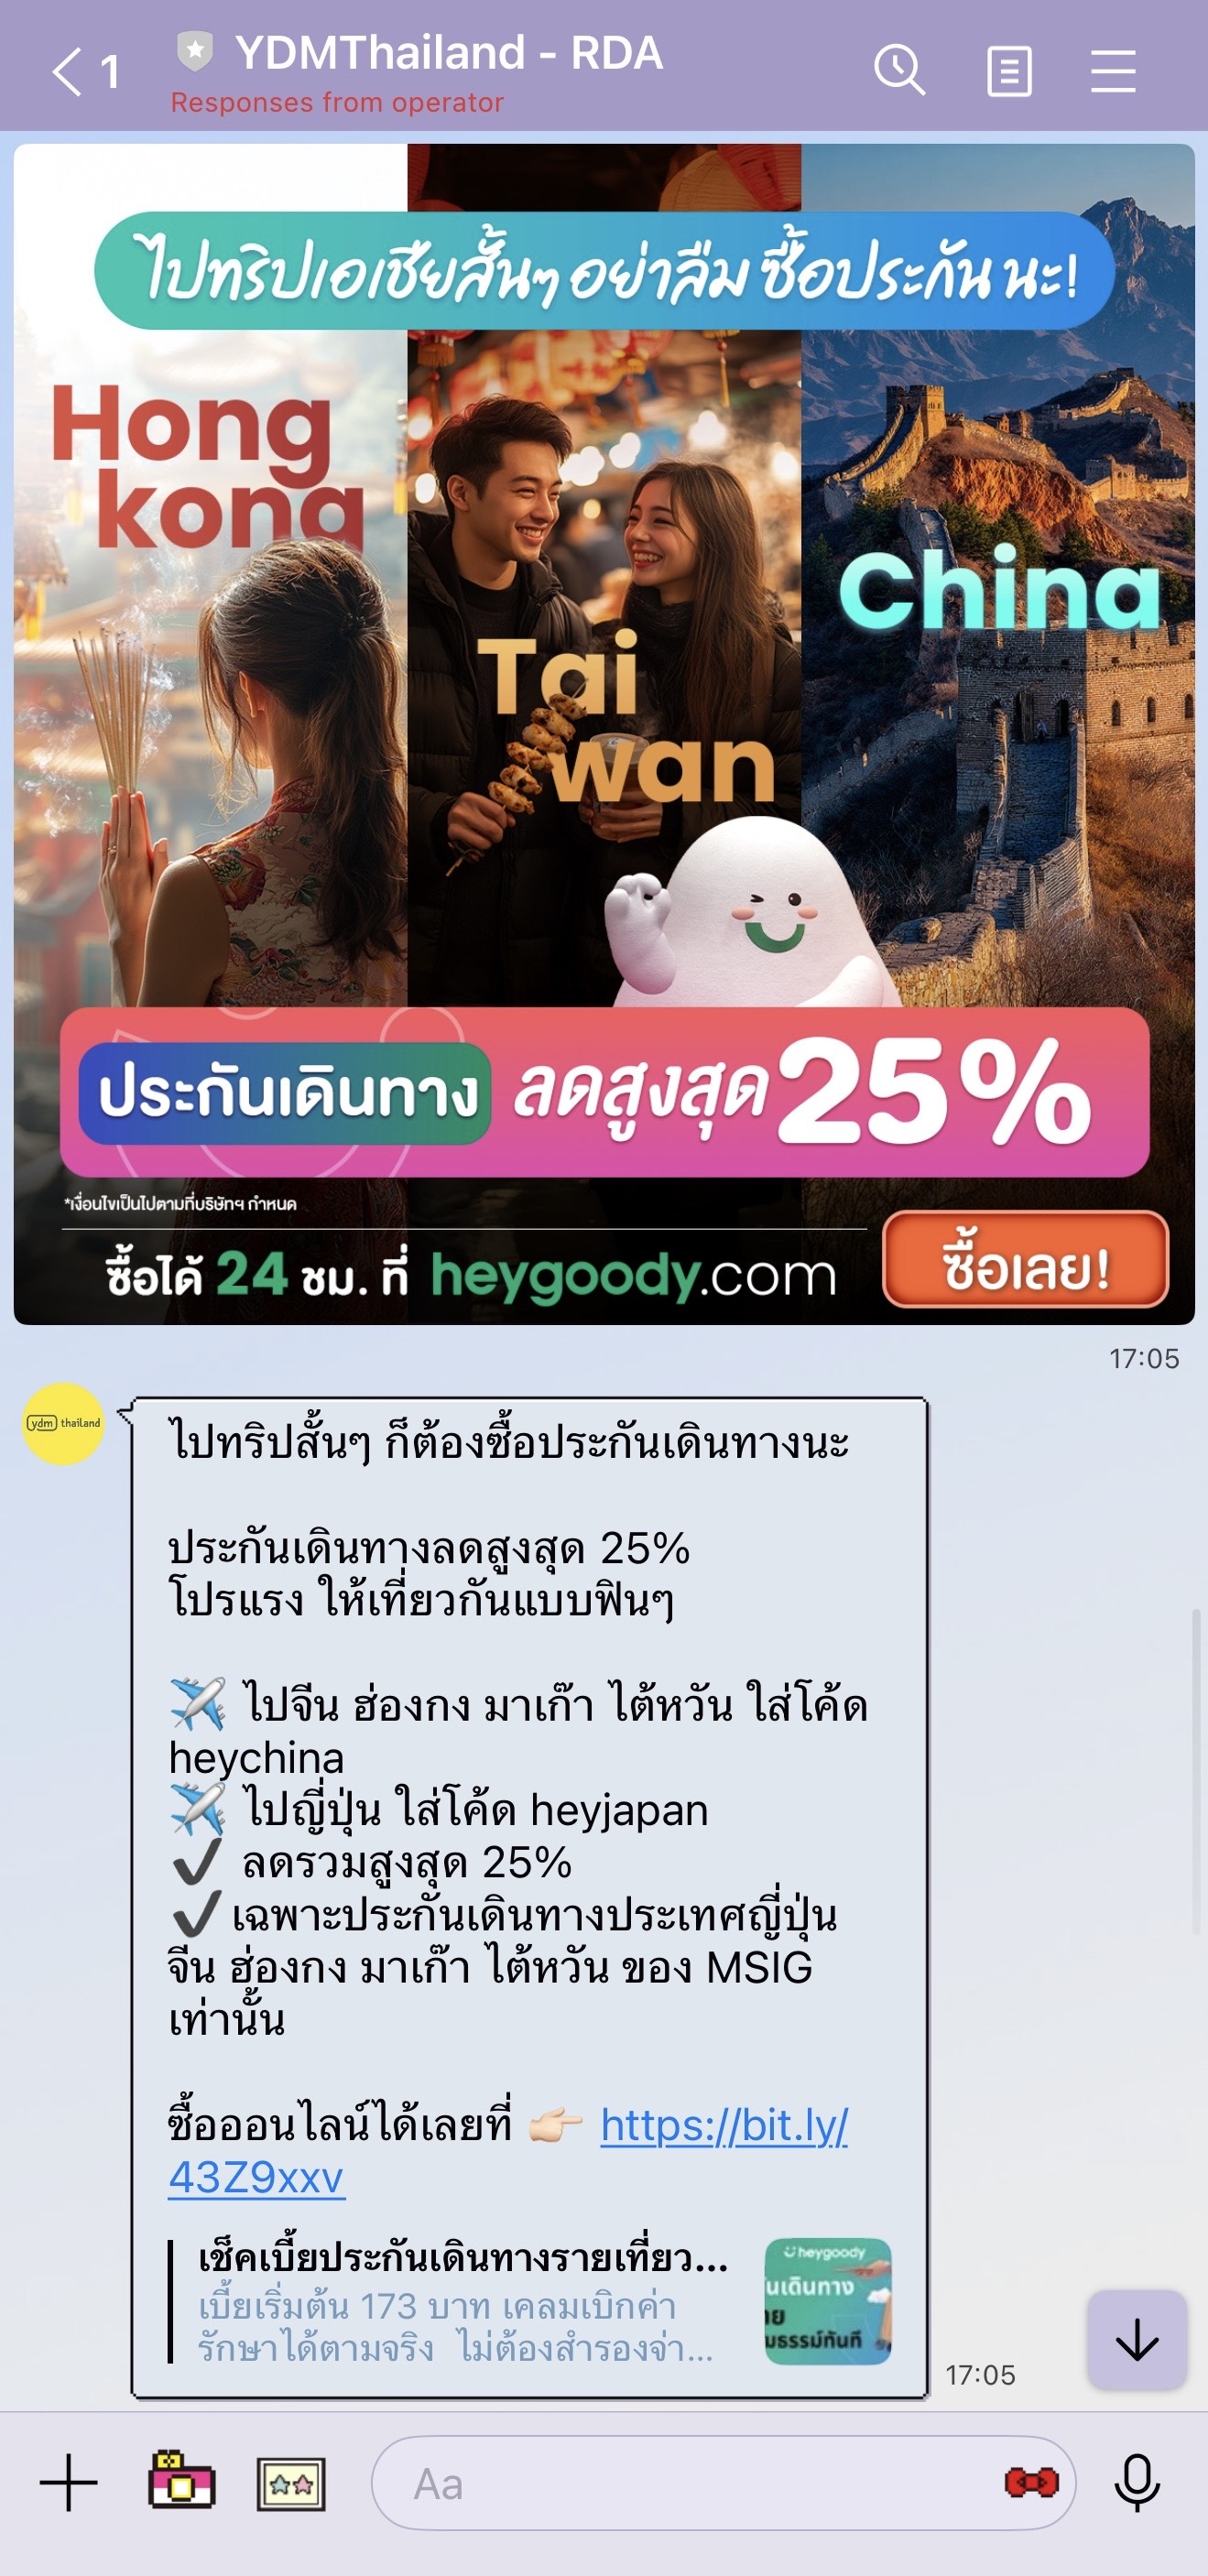 1
YDMThailand - RDA
Responses from operator
ไปทริปเอเชียสั้นๆ อย่าลืม ซื้อประกัน นะ!
Hong
kong
Tai
wan
China
ประกันเดินทาง ลดสูงสุด 25%
*เงื่อนไขเป็นไปตามที่บริษัทฯ กำหนด
ซื้อได้ 24 ชม. ที่ heygoody.com
ซื้อเลย!
17:05
ydm thailand
ไปทริปสั้นๆ ก็ต้องซื้อประกันเดินทางนะ
ประกันเดินทางลดสูงสุด 25%
โปรแรง ให้เที่ยวกันแบบฟินๆ
✈️ ไปจีน ฮ่องกง มาเก๊า ไต้หวัน ใส่โค้ด
heychina
✈️ ไปญี่ปุ่น ใส่โค้ด heyjapan
✔️ ลดรวมสูงสุด 25%
✔️เฉพาะประกันเดินทางประเทศญี่ปุ่น
จีน ฮ่องกง มาเก๊า ไต้หวัน ของ MSIG
เท่านั้น
ซื้อออนไลน์ได้เลยที่ 👉🏻 https://bit.ly/
43Z9xxv
เช็คเบี้ยประกันเดินทางรายเที่ยว...
เบี้ยเริ่มต้น 173 บาท เคลมเบิกค่า
รักษาได้ตามจริง ไม่ต้องสำรองจ่า...
heygoody
นเดินทาง
มธรรม์ทันที
17:05
Aa